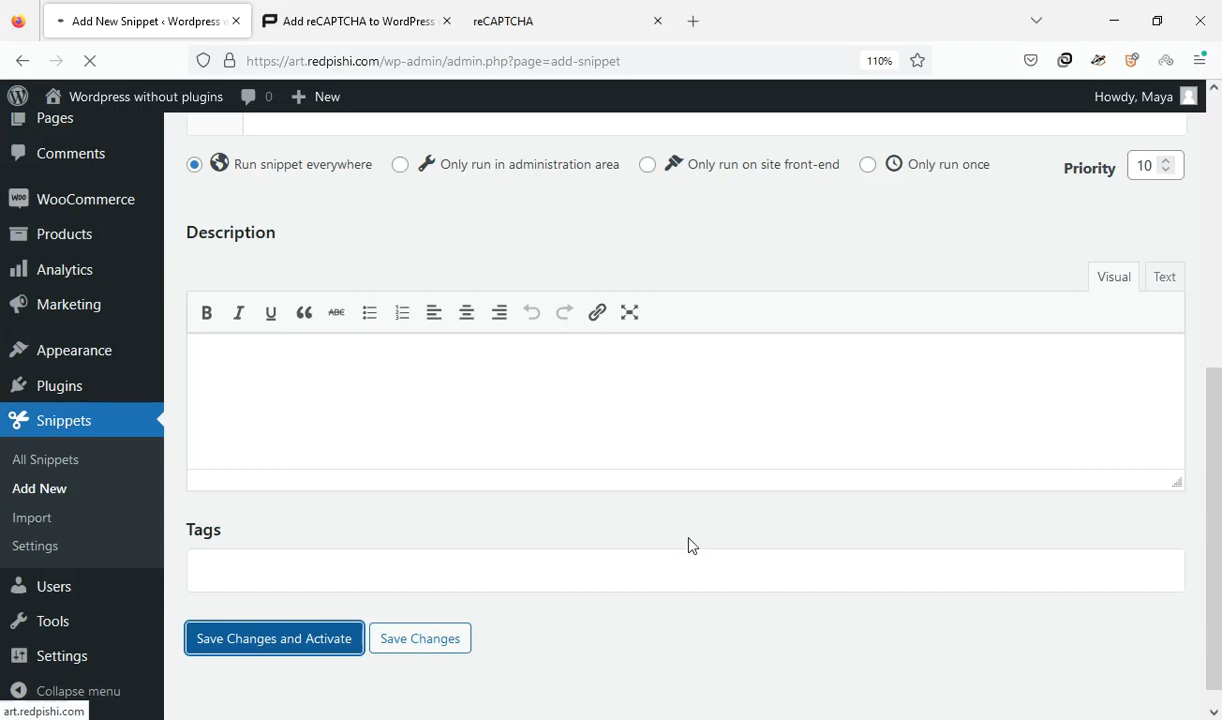 Add New Snippet ‹ Wordpress w
Add reCAPTCHA to WordPress
reCAPTCHA
https://art.redpishi.com/wp-admin/admin.php?page=add-snippet
110%
Wordpress without plugins
0
New
Howdy, Maya
Pages
Comments
WooCommerce
Products
Analytics
Marketing
Appearance
Plugins
Snippets
All Snippets
Add New
Import
Settings
Users
Tools
Settings
Collapse menu
art.redpishi.com
Run snippet everywhere
Only run in administration area
Only run on site front-end
Only run once
Priority
10
Description
Visual
Text
B I U ABC
Tags
Save Changes and Activate
Save Changes